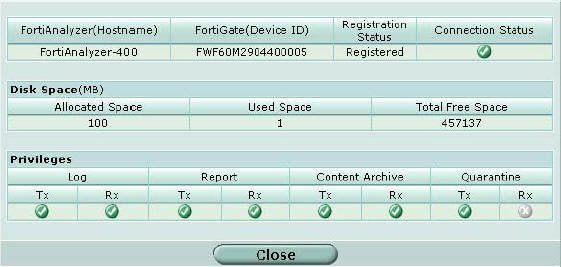 FortiAnalyzer(Hostname) FortiGate(Device ID) Registration Status Connection Status
FortiAnalyzer-400 FWF60M2904400005 Registered
Disk Space(MB)
Allocated Space Used Space Total Free Space
100 1 457137
Privileges
Log Report Content Archive Quarantine
Tx Rx Tx Rx Tx Rx Tx Rx
Close